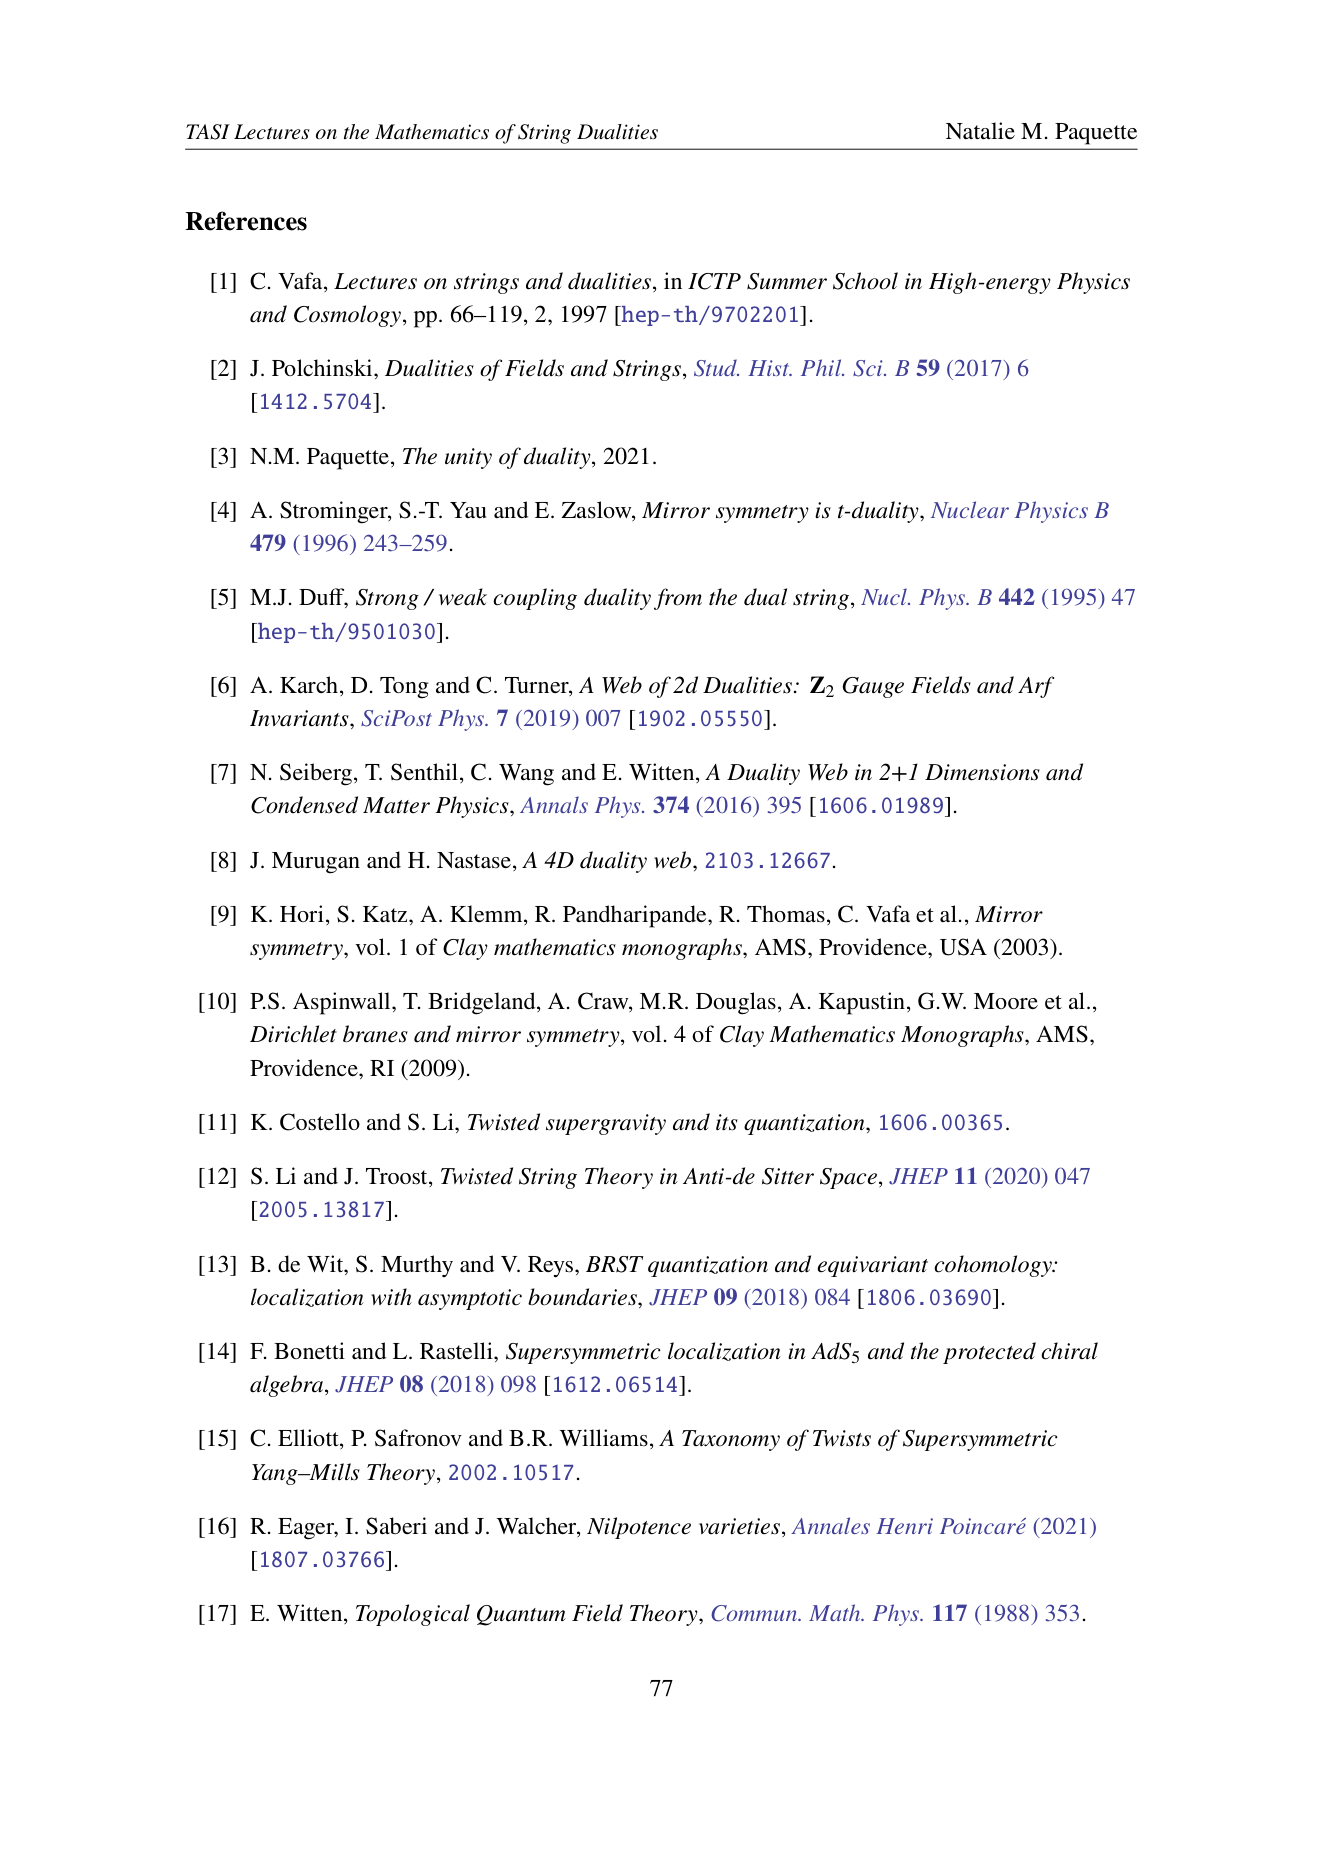 TASI Lectures on the Mathematics of String Dualities Natalie M. Paquette
References
[1] C. Vafa, Lectures on strings and dualities, in ICTP Summer School in High-energy Physics
and Cosmology, pp. 66–119, 2, 1997 [hep-th/9702201].
[2] J. Polchinski, Dualities of Fields and Strings, Stud. Hist. Phil. Sci. B 59 (2017) 6
[1412.5704].
[3] N.M. Paquette, The unity of duality, 2021.
[4] A. Strominger, S.-T. Yau and E. Zaslow, Mirror symmetry is t-duality, Nuclear Physics B
479 (1996) 243–259.
[5] M.J. Duff, Strong / weak coupling duality from the dual string, Nucl. Phys. B 442 (1995) 47
[hep-th/9501030].
[6] A. Karch, D. Tong and C. Turner, A Web of 2d Dualities: Z₂ Gauge Fields and Arf
Invariants, SciPost Phys. 7 (2019) 007 [1902.05550].
[7] N. Seiberg, T. Senthil, C. Wang and E. Witten, A Duality Web in 2+1 Dimensions and
Condensed Matter Physics, Annals Phys. 374 (2016) 395 [1606.01989].
[8] J. Murugan and H. Nastase, A 4D duality web, 2103.12667.
[9] K. Hori, S. Katz, A. Klemm, R. Pandharipande, R. Thomas, C. Vafa et al., Mirror
symmetry, vol. 1 of Clay mathematics monographs, AMS, Providence, USA (2003).
[10] P.S. Aspinwall, T. Bridgeland, A. Craw, M.R. Douglas, A. Kapustin, G.W. Moore et al.,
Dirichlet branes and mirror symmetry, vol. 4 of Clay Mathematics Monographs, AMS,
Providence, RI (2009).
[11] K. Costello and S. Li, Twisted supergravity and its quantization, 1606.00365.
[12] S. Li and J. Troost, Twisted String Theory in Anti-de Sitter Space, JHEP 11 (2020) 047
[2005.13817].
[13] B. de Wit, S. Murthy and V. Reys, BRST quantization and equivariant cohomology:
localization with asymptotic boundaries, JHEP 09 (2018) 084 [1806.03690].
[14] F. Bonetti and L. Rastelli, Supersymmetric localization in AdS₅ and the protected chiral
algebra, JHEP 08 (2018) 098 [1612.06514].
[15] C. Elliott, P. Safronov and B.R. Williams, A Taxonomy of Twists of Supersymmetric
Yang–Mills Theory, 2002.10517.
[16] R. Eager, I. Saberi and J. Walcher, Nilpotence varieties, Annales Henri Poincaré (2021)
[1807.03766].
[17] E. Witten, Topological Quantum Field Theory, Commun. Math. Phys. 117 (1988) 353.
77